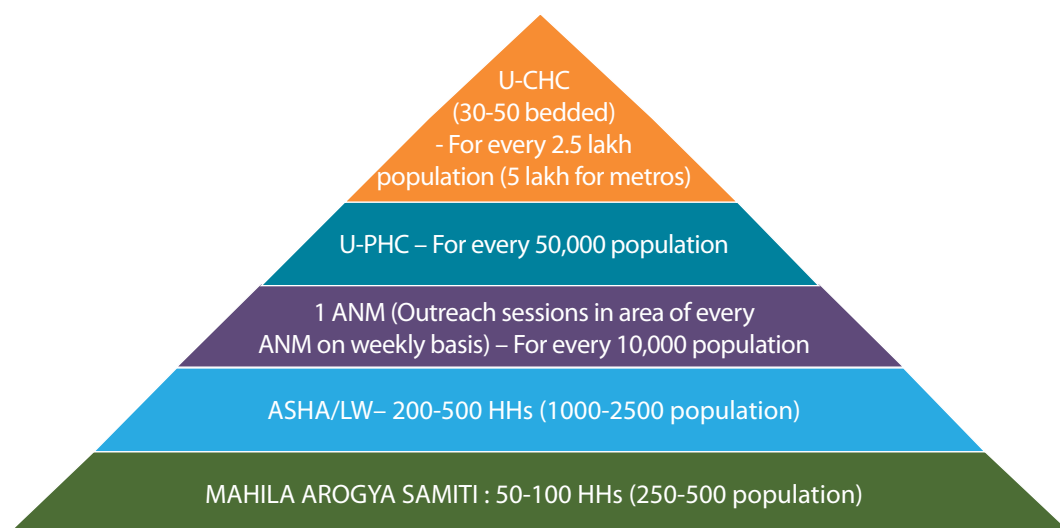 U-CHC
(30-50 bedded)
- For every 2.5 lakh
population (5 lakh for metros)
U-PHC – For every 50,000 population
1 ANM (Outreach sessions in area of every
ANM on weekly basis) – For every 10,000 population
ASHA/LW– 200-500 HHs (1000-2500 population)
MAHILA AROGYA SAMITI : 50-100 HHs (250-500 population)